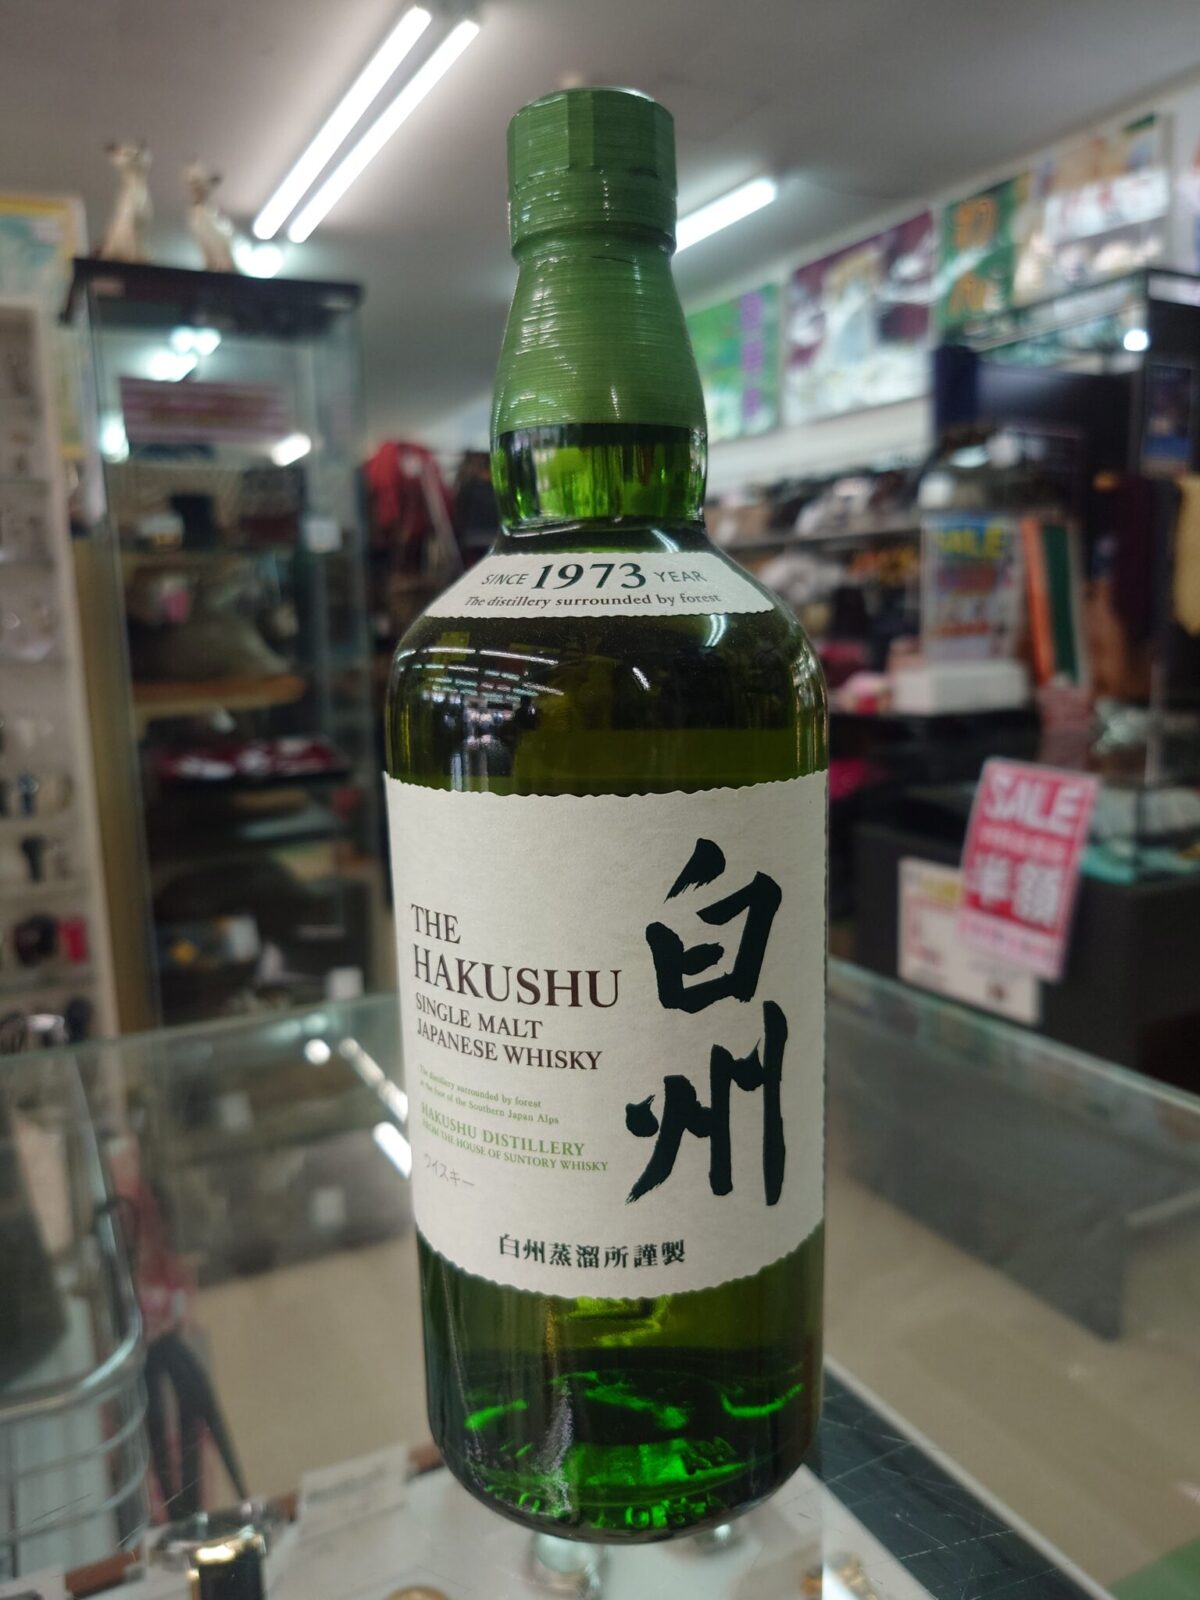 SINCE 1973 YEAR
The distillery surrounded by forest
白州
THE
HAKUSHU
SINGLE MALT
JAPANESE WHISKY
The distillery surrounded by forest
at the foot of the Southern Japan Alps
HAKUSHU DISTILLERY
FROM THE HOUSE OF SUNTORY WHISKY
ウイスキー
白州蒸溜所謹製
SALE
半額
SALE